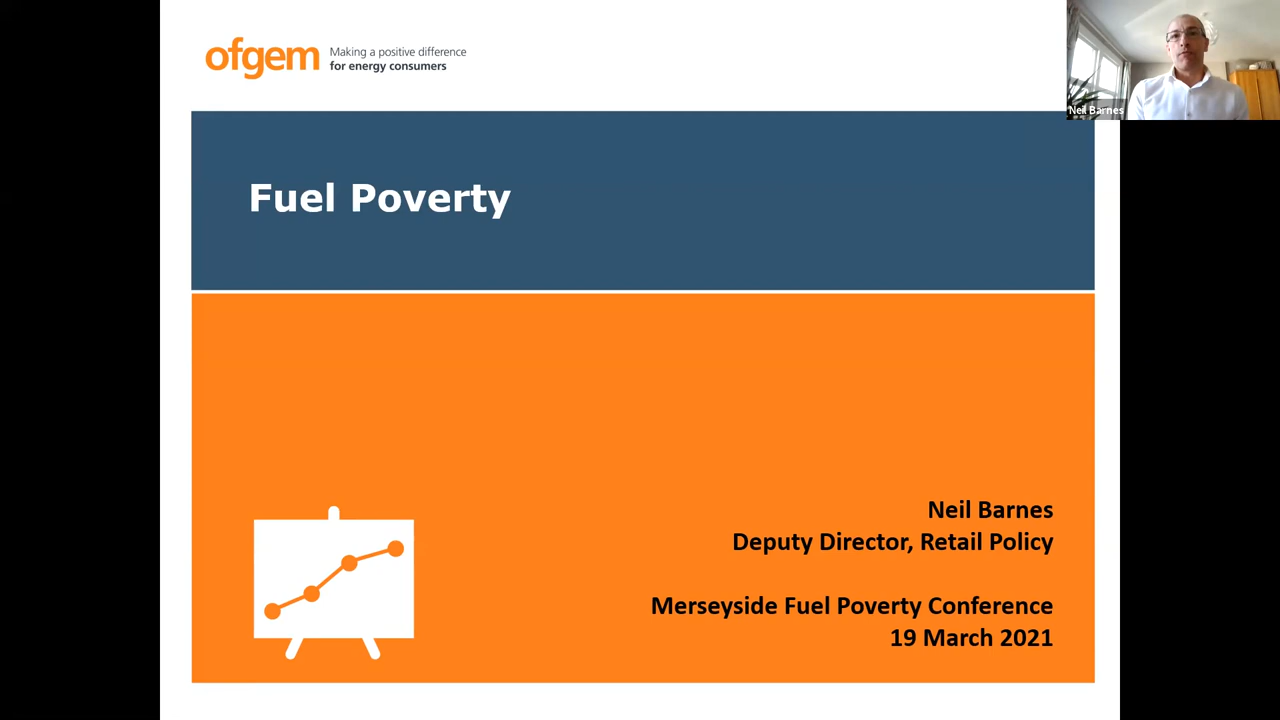 ofgem
Making a positive difference
for energy consumers
Neil Barnes
Fuel Poverty
Neil Barnes
Deputy Director, Retail Policy
Merseyside Fuel Poverty Conference
19 March 2021